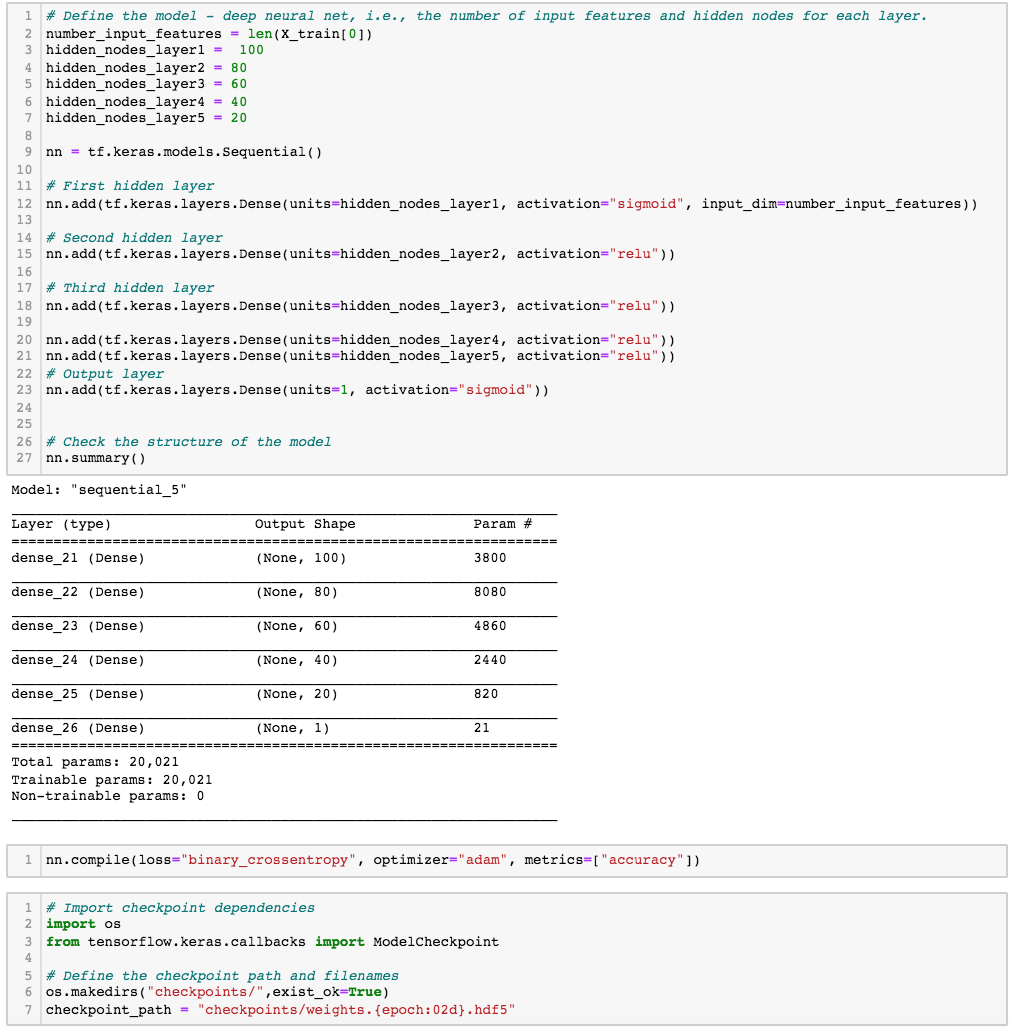 1 # Define the model - deep neural net, i.e., the number of input features and hidden nodes for each layer.
2 number_input_features = len(X_train[0])
3 hidden_nodes_layer1 =  100
4 hidden_nodes_layer2 = 80
5 hidden_nodes_layer3 = 60
6 hidden_nodes_layer4 = 40
7 hidden_nodes_layer5 = 20
8
9 nn = tf.keras.models.Sequential()
10
11 # First hidden layer
12 nn.add(tf.keras.layers.Dense(units=hidden_nodes_layer1, activation="sigmoid", input_dim=number_input_features))
13
14 # Second hidden layer
15 nn.add(tf.keras.layers.Dense(units=hidden_nodes_layer2, activation="relu"))
16
17 # Third hidden layer
18 nn.add(tf.keras.layers.Dense(units=hidden_nodes_layer3, activation="relu"))
19
20 nn.add(tf.keras.layers.Dense(units=hidden_nodes_layer4, activation="relu"))
21 nn.add(tf.keras.layers.Dense(units=hidden_nodes_layer5, activation="relu"))
22 # Output layer
23 nn.add(tf.keras.layers.Dense(units=1, activation="sigmoid"))
24
25
26 # Check the structure of the model
27 nn.summary()
Model: "sequential_5"
Layer (type) Output Shape Param #
=================================================================
dense_21 (Dense) (None, 100) 3800
dense_22 (Dense) (None, 80) 8080
dense_23 (Dense) (None, 60) 4860
dense_24 (Dense) (None, 40) 2440
dense_25 (Dense) (None, 20) 820
dense_26 (Dense) (None, 1) 21
=================================================================
Total params: 20,021
Trainable params: 20,021
Non-trainable params: 0
1 nn.compile(loss="binary_crossentropy", optimizer="adam", metrics=["accuracy"])
1 # Import checkpoint dependencies
2 import os
3 from tensorflow.keras.callbacks import ModelCheckpoint
4
5 # Define the checkpoint path and filenames
6 os.makedirs("checkpoints/",exist_ok=True)
7 checkpoint_path = "checkpoints/weights.{epoch:02d}.hdf5"